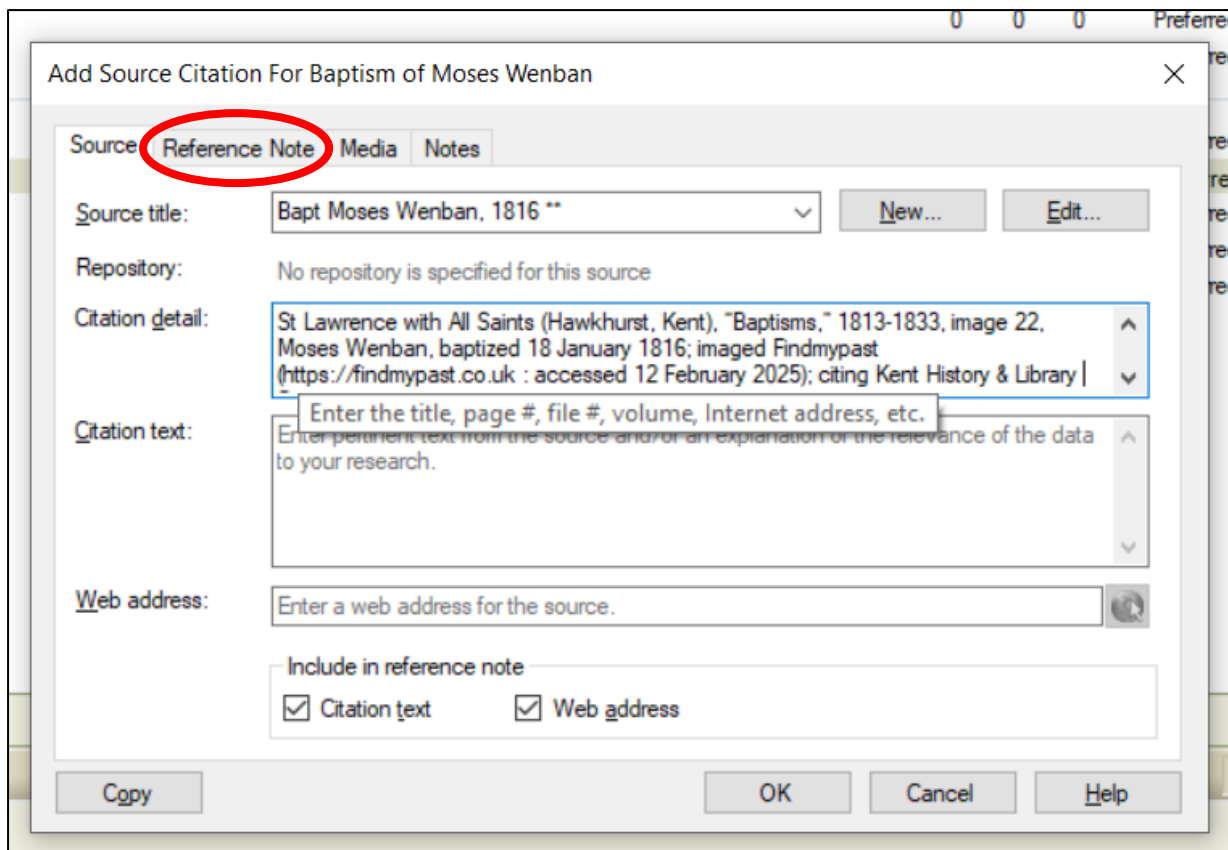 0 0 0 Preferre
Add Source Citation For Baptism of Moses Wenban
Source Reference Note Media Notes
Source title: Bapt Moses Wenban, 1816 ** New... Edit...
Repository: No repository is specified for this source
Citation detail: St Lawrence with All Saints (Hawkhurst, Kent), "Baptisms," 1813-1833, image 22,
Moses Wenban, baptized 18 January 1816; imaged Findmypast
(https://findmypast.co.uk : accessed 12 February 2025); citing Kent History & Library
Enter the title, page #, file #, volume, Internet address, etc.
Citation text: Enter pertinent text from the source and/or an explanation of the relevance of the data
to your research.
Web address: Enter a web address for the source.
Include in reference note
Citation text Web address
Copy OK Cancel Help